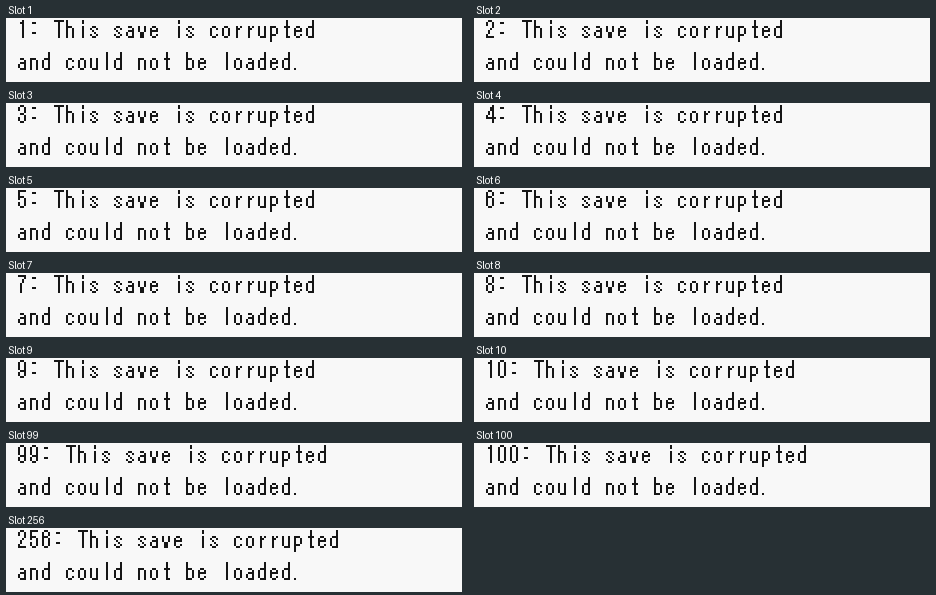 Slot 1
1: This save is corrupted
and could not be loaded.
Slot 2
2: This save is corrupted
and could not be loaded.
Slot 3
3: This save is corrupted
and could not be loaded.
Slot 4
4: This save is corrupted
and could not be loaded.
Slot 5
5: This save is corrupted
and could not be loaded.
Slot 6
6: This save is corrupted
and could not be loaded.
Slot 7
7: This save is corrupted
and could not be loaded.
Slot 8
8: This save is corrupted
and could not be loaded.
Slot 9
9: This save is corrupted
and could not be loaded.
Slot 10
10: This save is corrupted
and could not be loaded.
Slot 99
99: This save is corrupted
and could not be loaded.
Slot 100
100: This save is corrupted
and could not be loaded.
Slot 256
256: This save is corrupted
and could not be loaded.